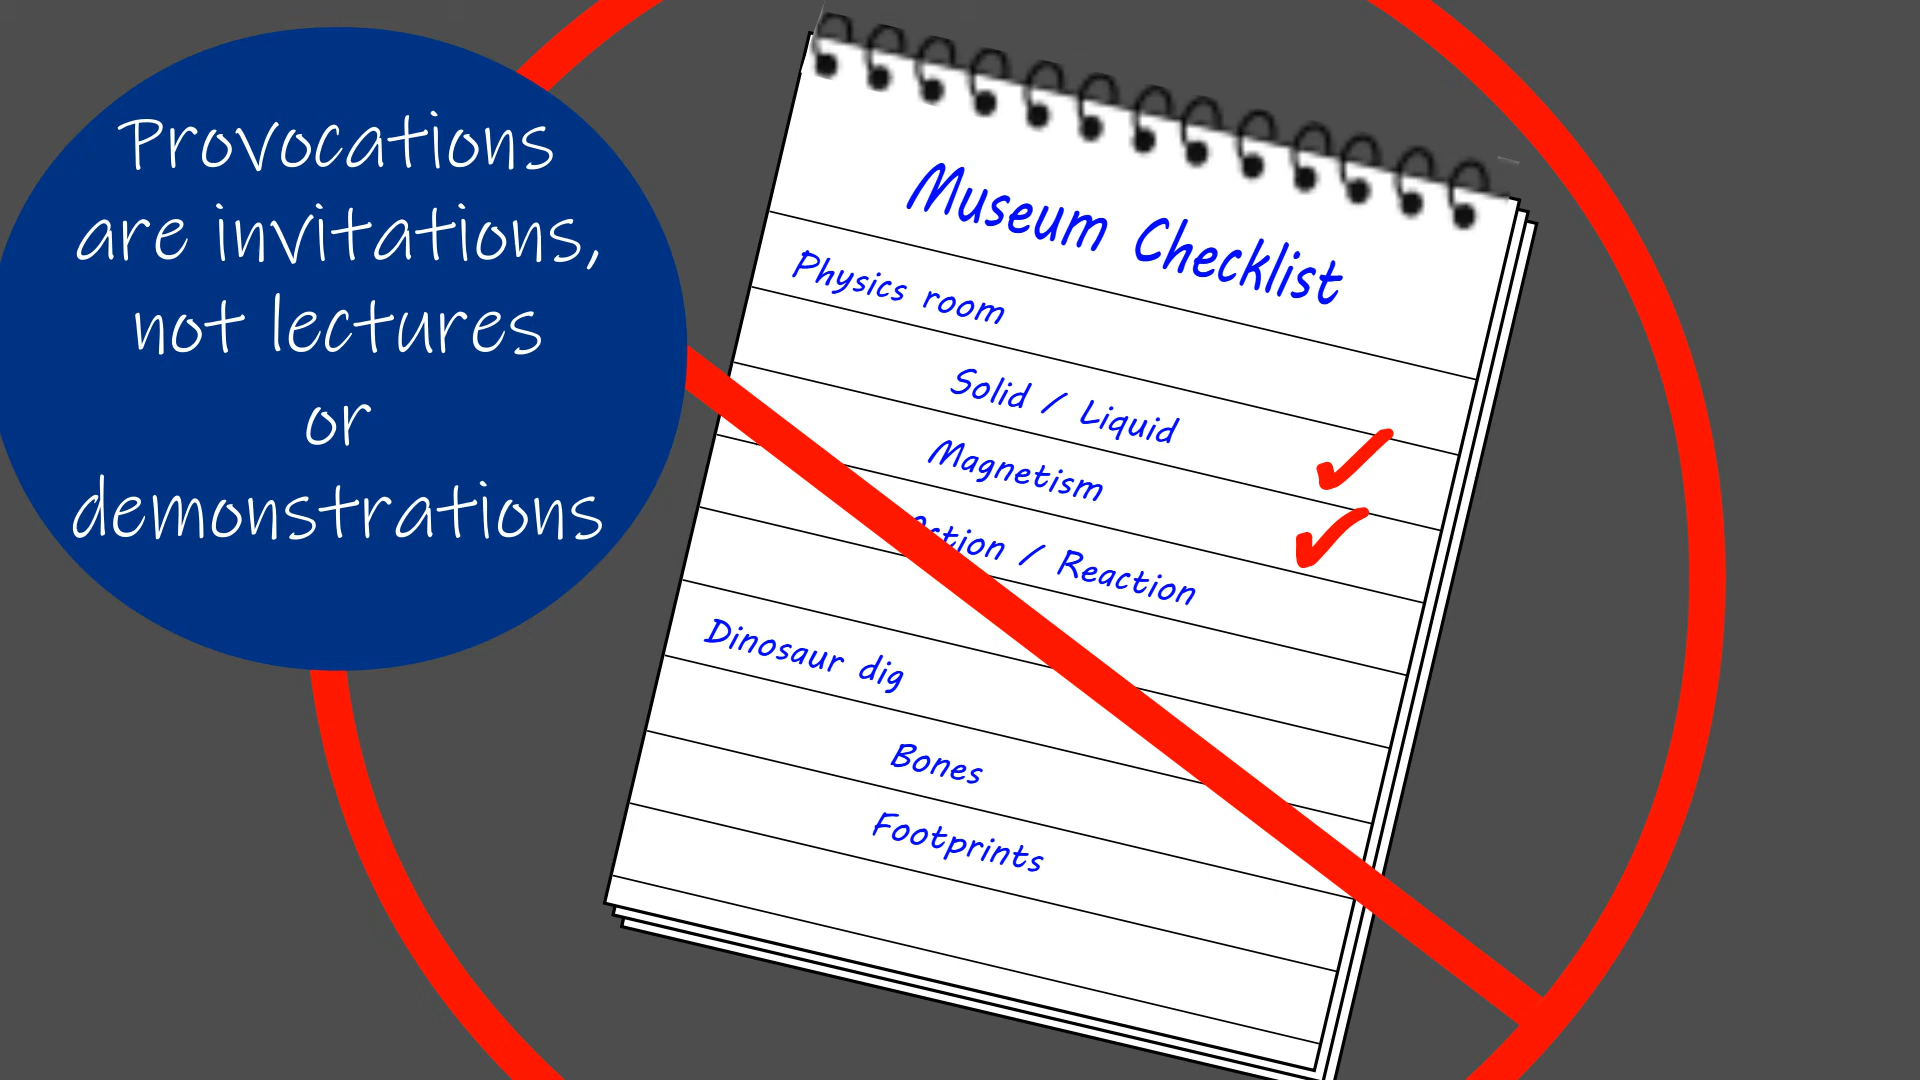 Provocations
are invitations,
not lectures
or
demonstrations
Museum Checklist
Physics room
Solid / Liquid
Magnetism
/ Reaction
Dinosaur dig
Bones
Footprints